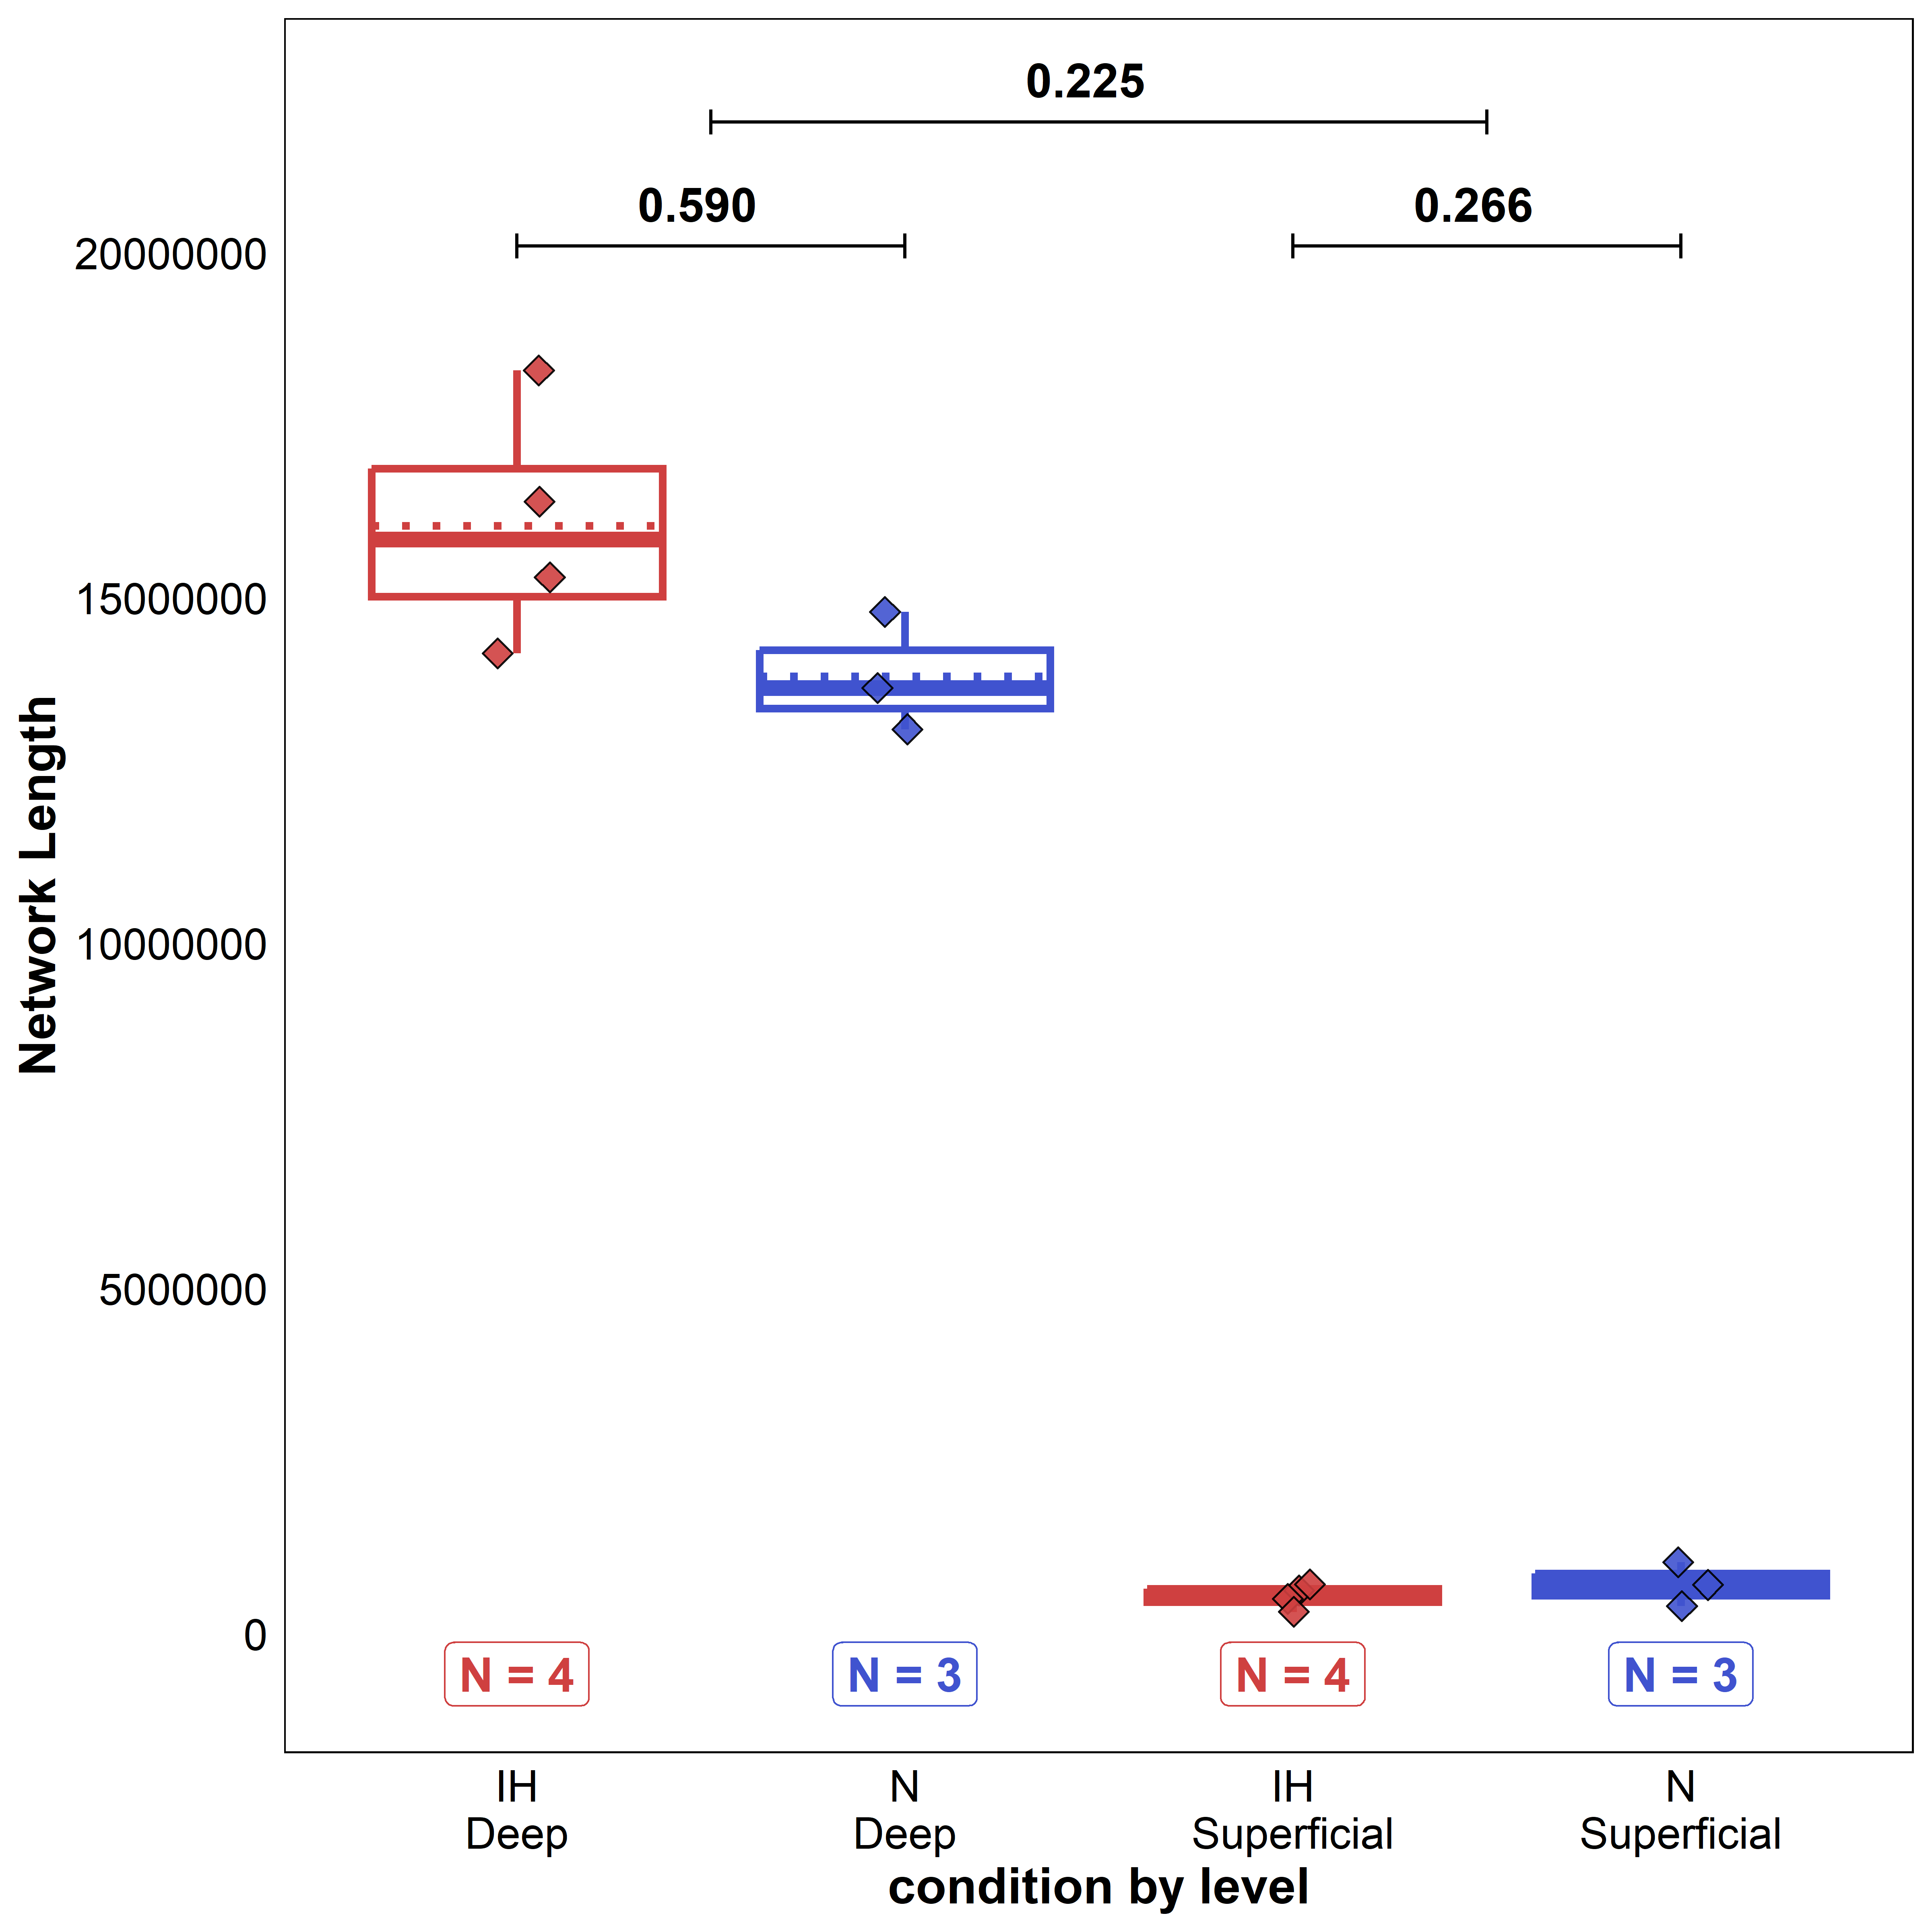 0.225
0.590
0.266
20000000
15000000
10000000
5000000
0
Network Length
N = 4
N = 3
N = 4
N = 3
IH
Deep
N
Deep
IH
Superficial
N
Superficial
condition by level